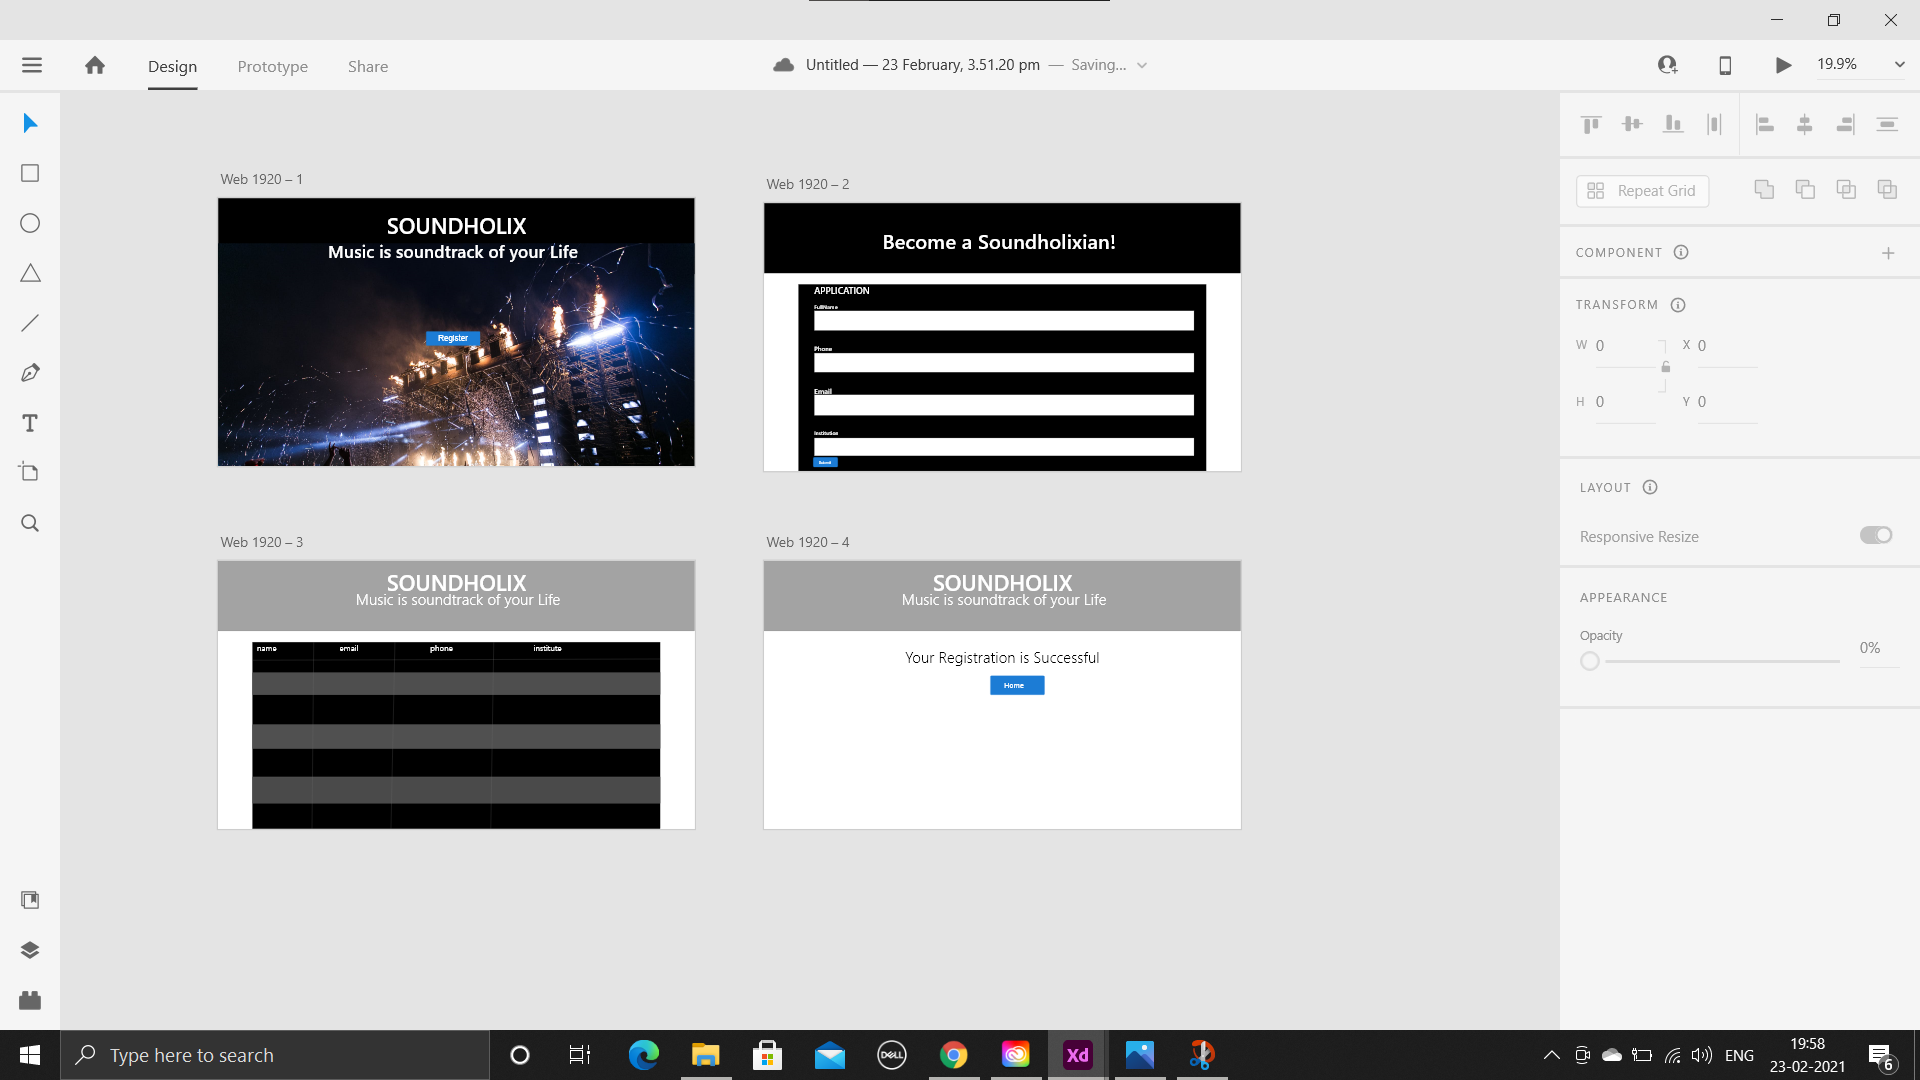 Design
Prototype
Share
Untitled — 23 February, 3.51.20 pm — Saving...
19.9%
Web 1920 – 1
SOUNDHOLIX
Music is soundtrack of your Life
Register
Web 1920 – 2
Become a Soundholixian!
APPLICATION
FullName
Phone
Email
Institution
Submit
Web 1920 – 3
SOUNDHOLIX
Music is soundtrack of your Life
name email phone institute
Web 1920 – 4
SOUNDHOLIX
Music is soundtrack of your Life
Your Registration is Successful
Home
Repeat Grid
COMPONENT
TRANSFORM
W 0 X 0
H 0 Y 0
LAYOUT
Responsive Resize
APPEARANCE
Opacity
0%
Type here to search
DELL
Xd
ENG
19:58
23-02-2021
6